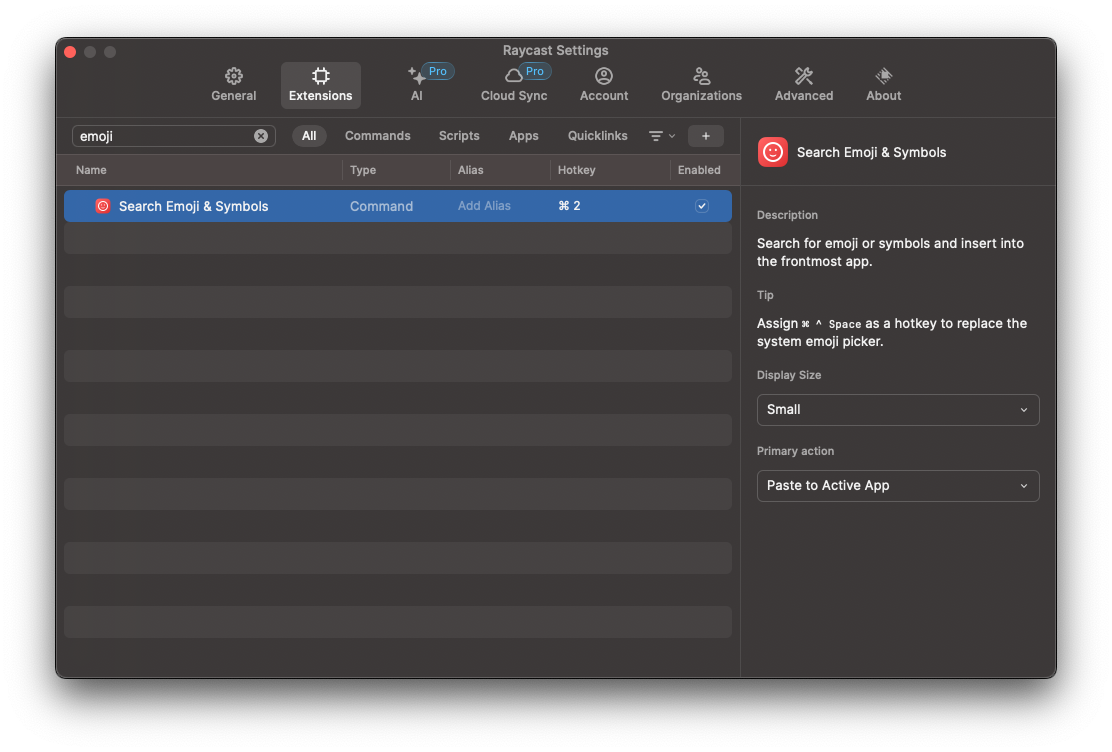 Raycast Settings
General
Extensions
Pro
AI
Pro
Cloud Sync
Account
Organizations
Advanced
About
emoji
All
Commands
Scripts
Apps
Quicklinks
+
Name
Type
Alias
Hotkey
Enabled
Search Emoji & Symbols
Command
Add Alias
⌘ 2
Search Emoji & Symbols
Description
Search for emoji or symbols and insert into
the frontmost app.
Tip
Assign ⌘ ^ Space as a hotkey to replace the
system emoji picker.
Display Size
Small
Primary action
Paste to Active App